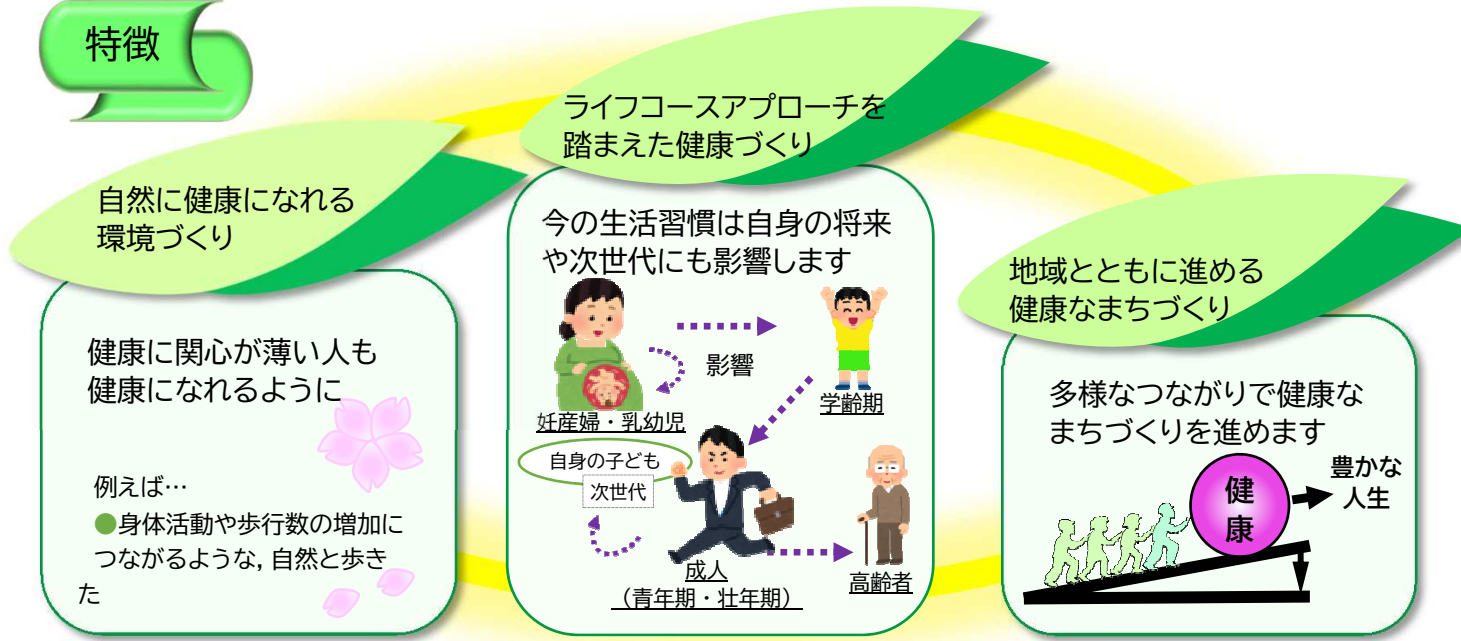 特徴
自然に健康になれる
環境づくり
健康に関心が薄い人も
健康になれるように
例えば…
●身体活動や歩行数の増加に
つながるような, 自然と歩き
た
ライフコースアプローチを
踏まえた健康づくり
今の生活習慣は自身の将来
や次世代にも影響します
影響
妊産婦・乳幼児
学齢期
自身の子ども
次世代
成人
（青年期・壮年期）
高齢者
地域とともに進める
健康なまちづくり
多様なつながりで健康な
まちづくりを進めます
健
康
豊かな
人生